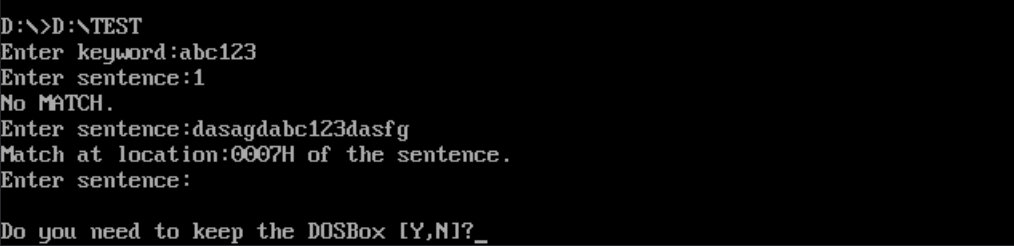 D:\>D:\TEST
Enter keyword:abc123
Enter sentence:1
No MATCH.
Enter sentence:dasagdabc123dasfg
Match at location:0007H of the sentence.
Enter sentence:
Do you need to keep the DOSBox [Y,N]?_